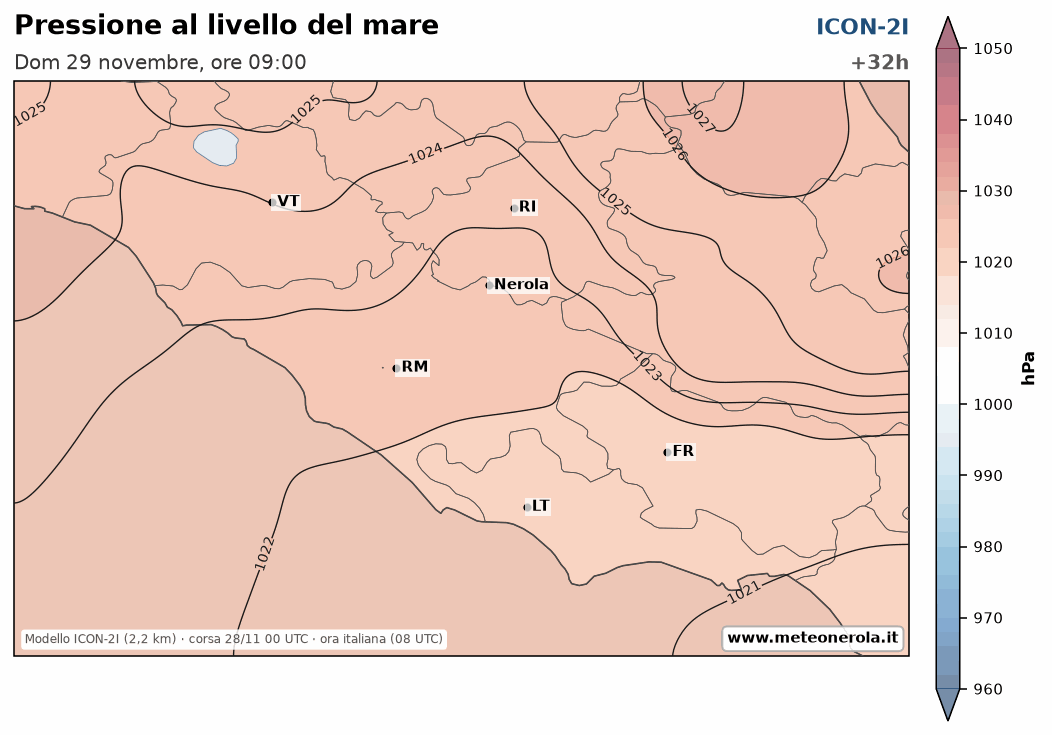 Pressione al livello del mare
ICON-2I
Dom 29 novembre, ore 09:00
+32h
1025
1025
1024
1027
1026
1025
1026
1023
1022
1021
VT
RI
Nerola
RM
FR
LT
Modello ICON-2I (2,2 km) · corsa 28/11 00 UTC · ora italiana (08 UTC)
www.meteonerola.it
1050
1040
1030
1020
1010
1000
990
980
970
960
hPa